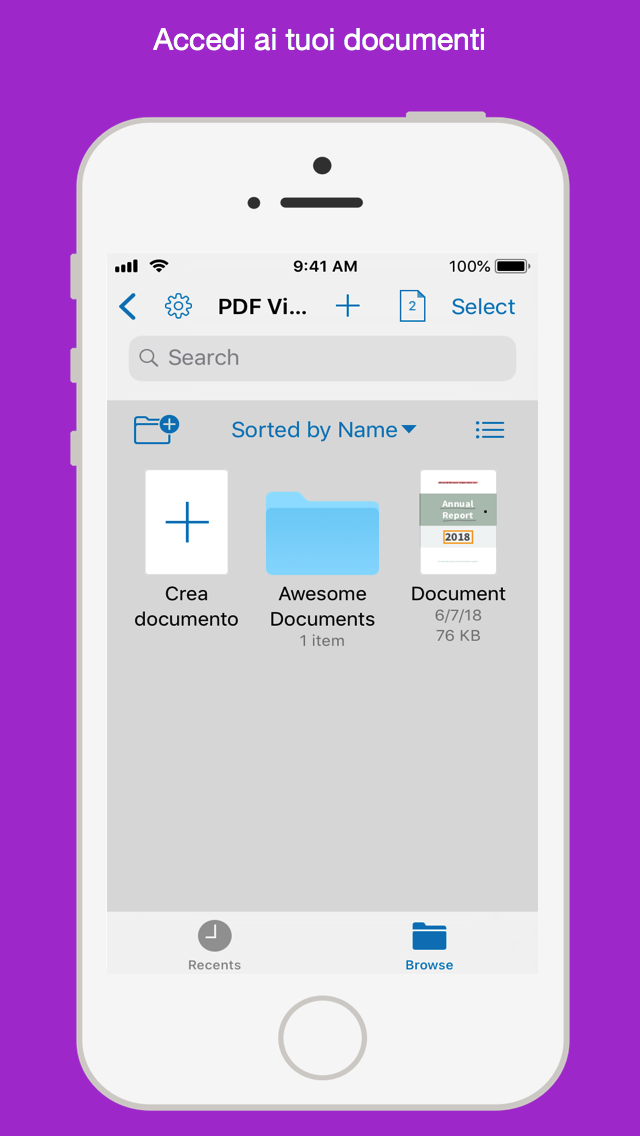 Accedi ai tuoi documenti
9:41 AM
100%
PDF Vi...
2
Select
Search
Sorted by Name
Annual
Report
2018
Crea
documento
Awesome
Documents
1 item
Document
6/7/18
76 KB
Recents
Browse